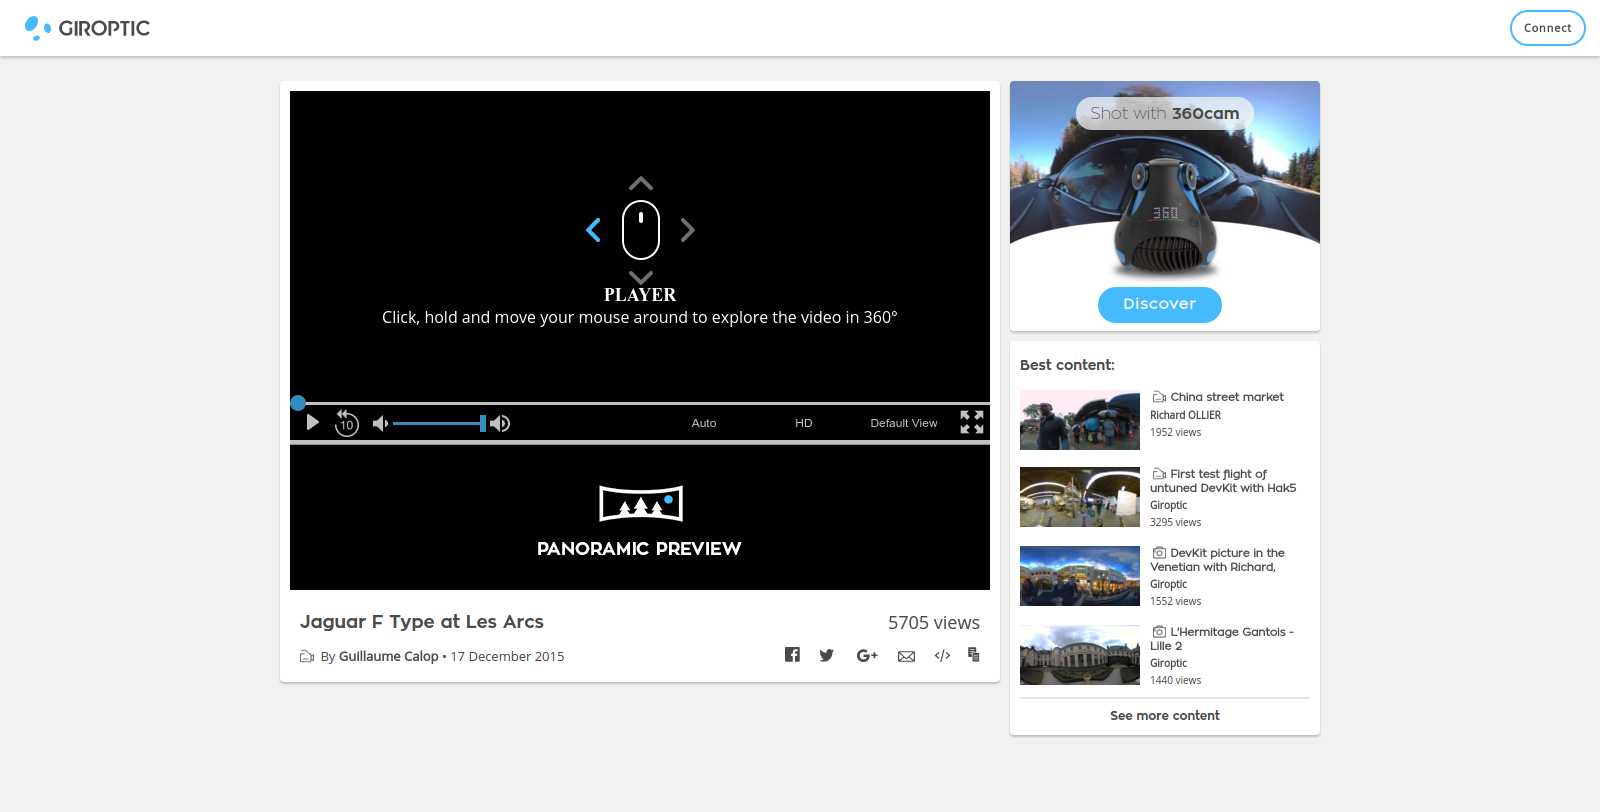 GIROPTIC
Connect
Shot with 360cam
360
Discover
PLAYER
Click, hold and move your mouse around to explore the video in 360°
10
Auto
HD
Default View
PANORAMIC PREVIEW
Jaguar F Type at Les Arcs
5705 views
By Guillaume Calop • 17 December 2015
G+
Best content:
China street market
Richard OLLIER
1952 views
First test flight of
untuned DevKit with Hak5
Giroptic
3295 views
DevKit picture in the
Venetian with Richard,
Giroptic
1552 views
L'Hermitage Gantois -
Lille 2
Giroptic
1440 views
See more content